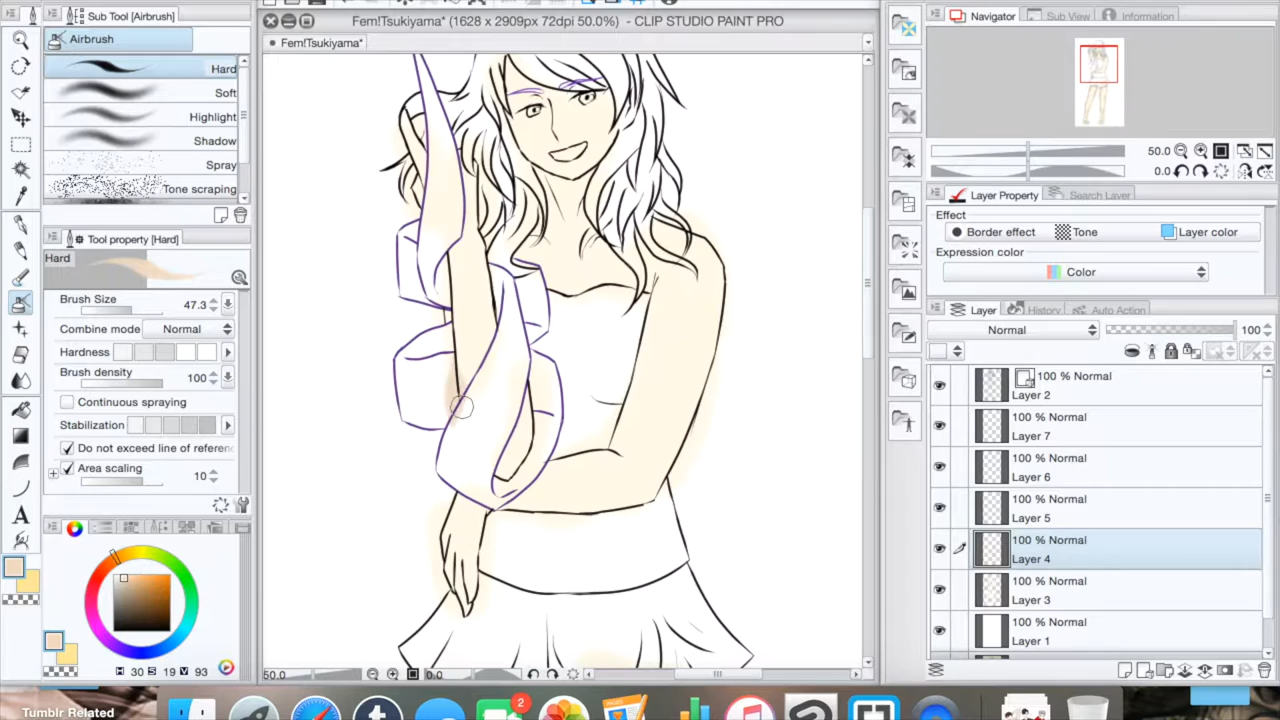 Sub Tool [Airbrush]
Airbrush
Hard
Soft
Highlight
Shadow
Spray
Tone scraping
Tool property [Hard]
Hard
Brush Size 47.3
Combine mode Normal
Hardness
Brush density 100
Continuous spraying
Stabilization
Do not exceed line of referenc
Area scaling 10
H 30 S 19 V 93
Tumblr Related
Fem!Tsukiyama* (1628 x 2909px 72dpi 50.0%) - CLIP STUDIO PAINT PRO
Fem!Tsukiyama*
50.0
0.0
2
Navigator Sub View Information
50.0
0.0
Layer Property Search Layer
Effect
Border effect Tone Layer color
Expression color
Color
Layer History Auto Action
Normal 100
100 % Normal
Layer 2
100 % Normal
Layer 7
100 % Normal
Layer 6
100 % Normal
Layer 5
100 % Normal
Layer 4
100 % Normal
Layer 3
100 % Normal
Layer 1